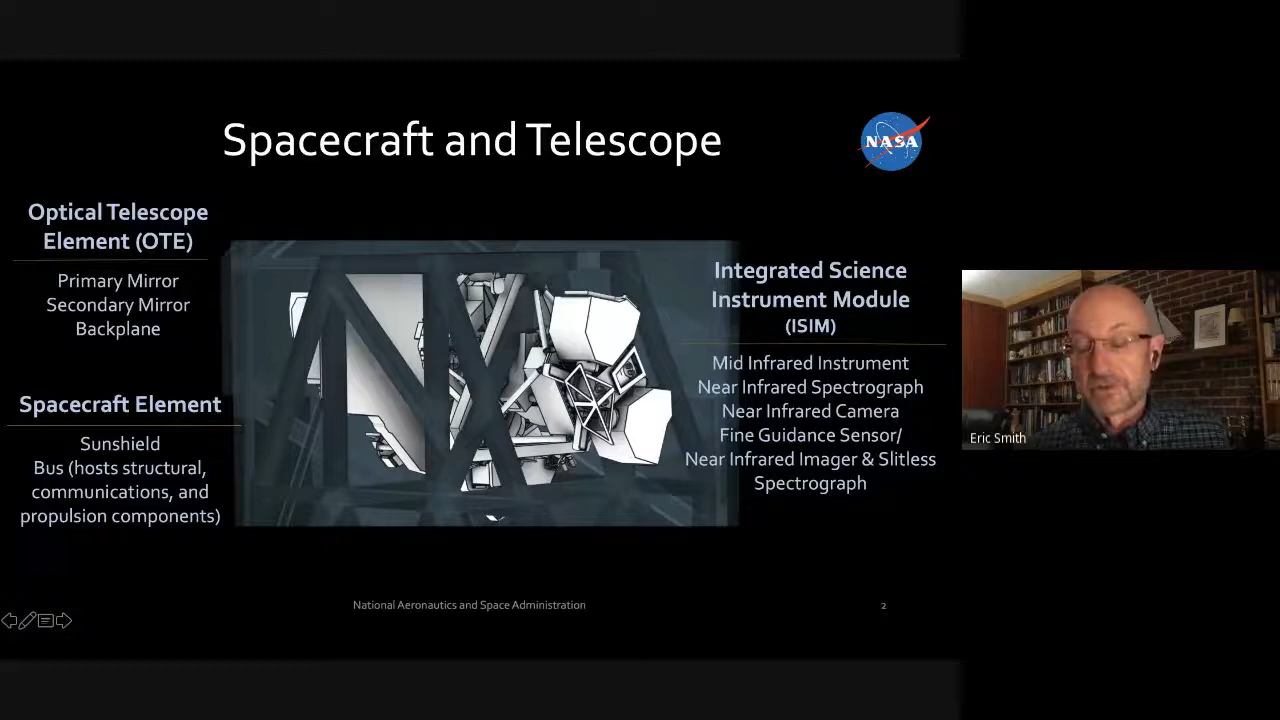 Spacecraft and Telescope
NASA
Optical Telescope
Element (OTE)
Primary Mirror
Secondary Mirror
Backplane
Spacecraft Element
Sunshield
Bus (hosts structural,
communications, and
propulsion components)
Integrated Science
Instrument Module
(ISIM)
Mid Infrared Instrument
Near Infrared Spectrograph
Near Infrared Camera
Fine Guidance Sensor/
Near Infrared Imager & Slitless
Spectrograph
Eric Smith
National Aeronautics and Space Administration
2